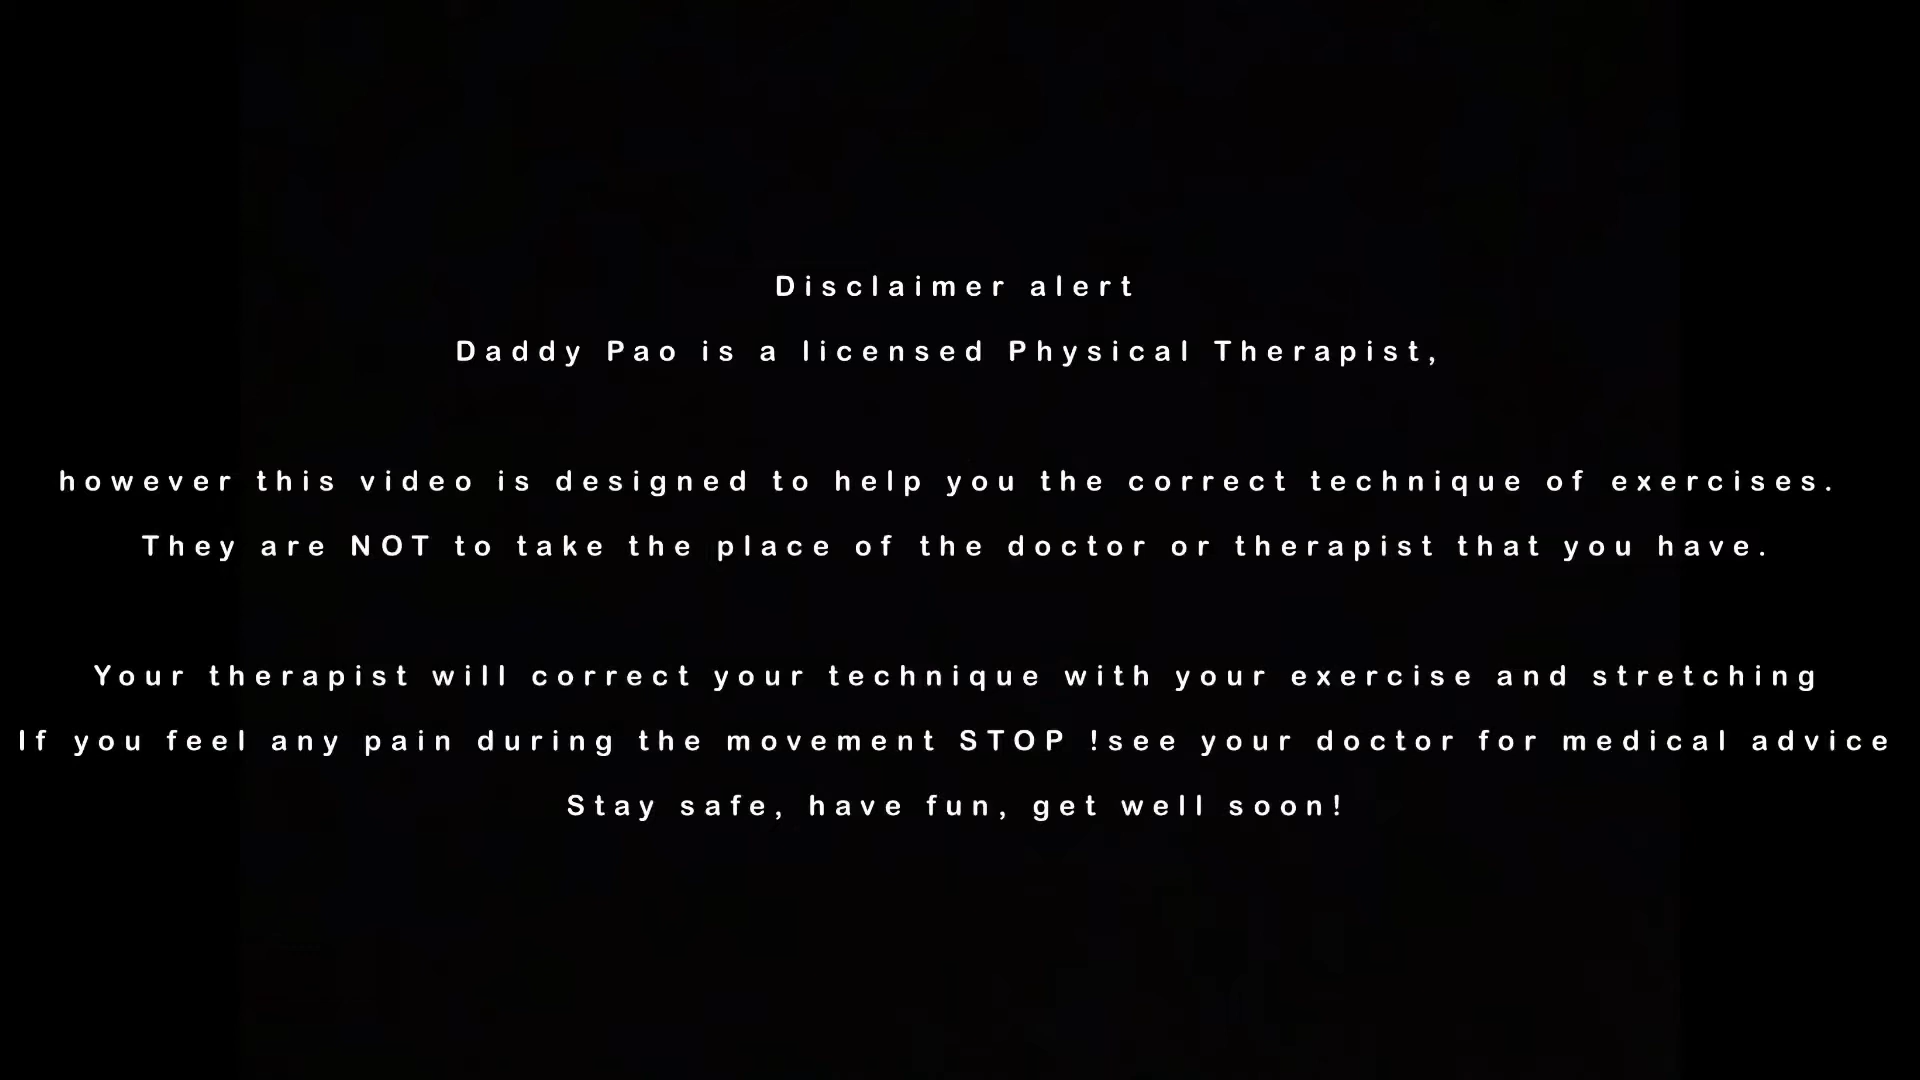 Disclaimer alert
Daddy Pao is a licensed Physical Therapist,
however this video is designed to help you the correct technique of exercises.
They are NOT to take the place of the doctor or therapist that you have.
Your therapist will correct your technique with your exercise and stretching
If you feel any pain during the movement STOP !see your doctor for medical advice
Stay safe, have fun, get well soon!